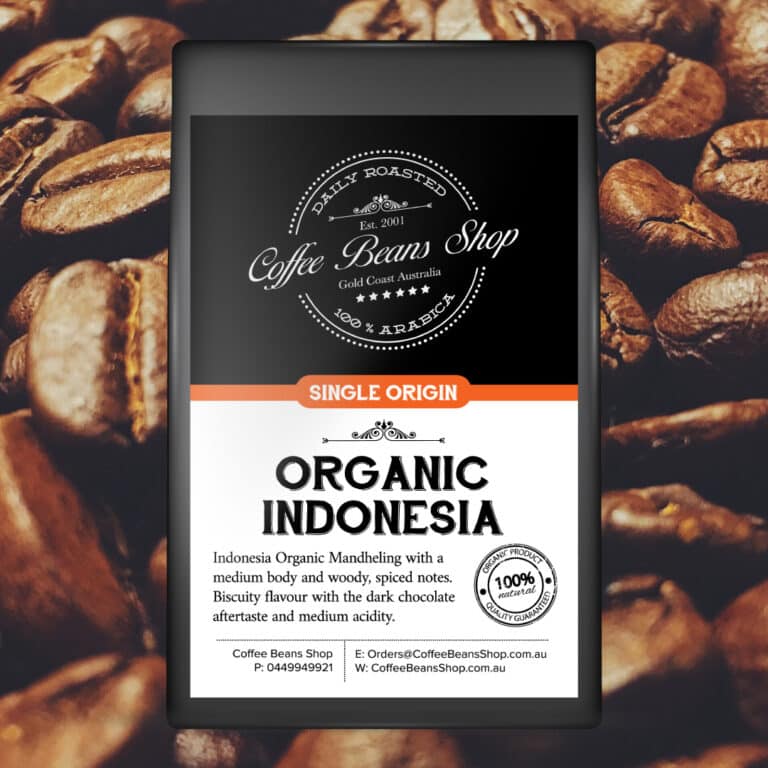 DAILY ROASTED
Est. 2001
Coffee Beans Shop
Gold Coast Australia
100 % ARABICA
SINGLE ORIGIN
ORGANIC
INDONESIA
Indonesia Organic Mandheling with a
medium body and woody, spiced notes.
Biscuity flavour with the dark chocolate
aftertaste and medium acidity.
ORGANIC PRODUCT
100%
natural
QUALITY GUARANTEED
Coffee Beans Shop
P: 0449949921
E: Orders@CoffeeBeansShop.com.au
W: CoffeeBeansShop.com.au